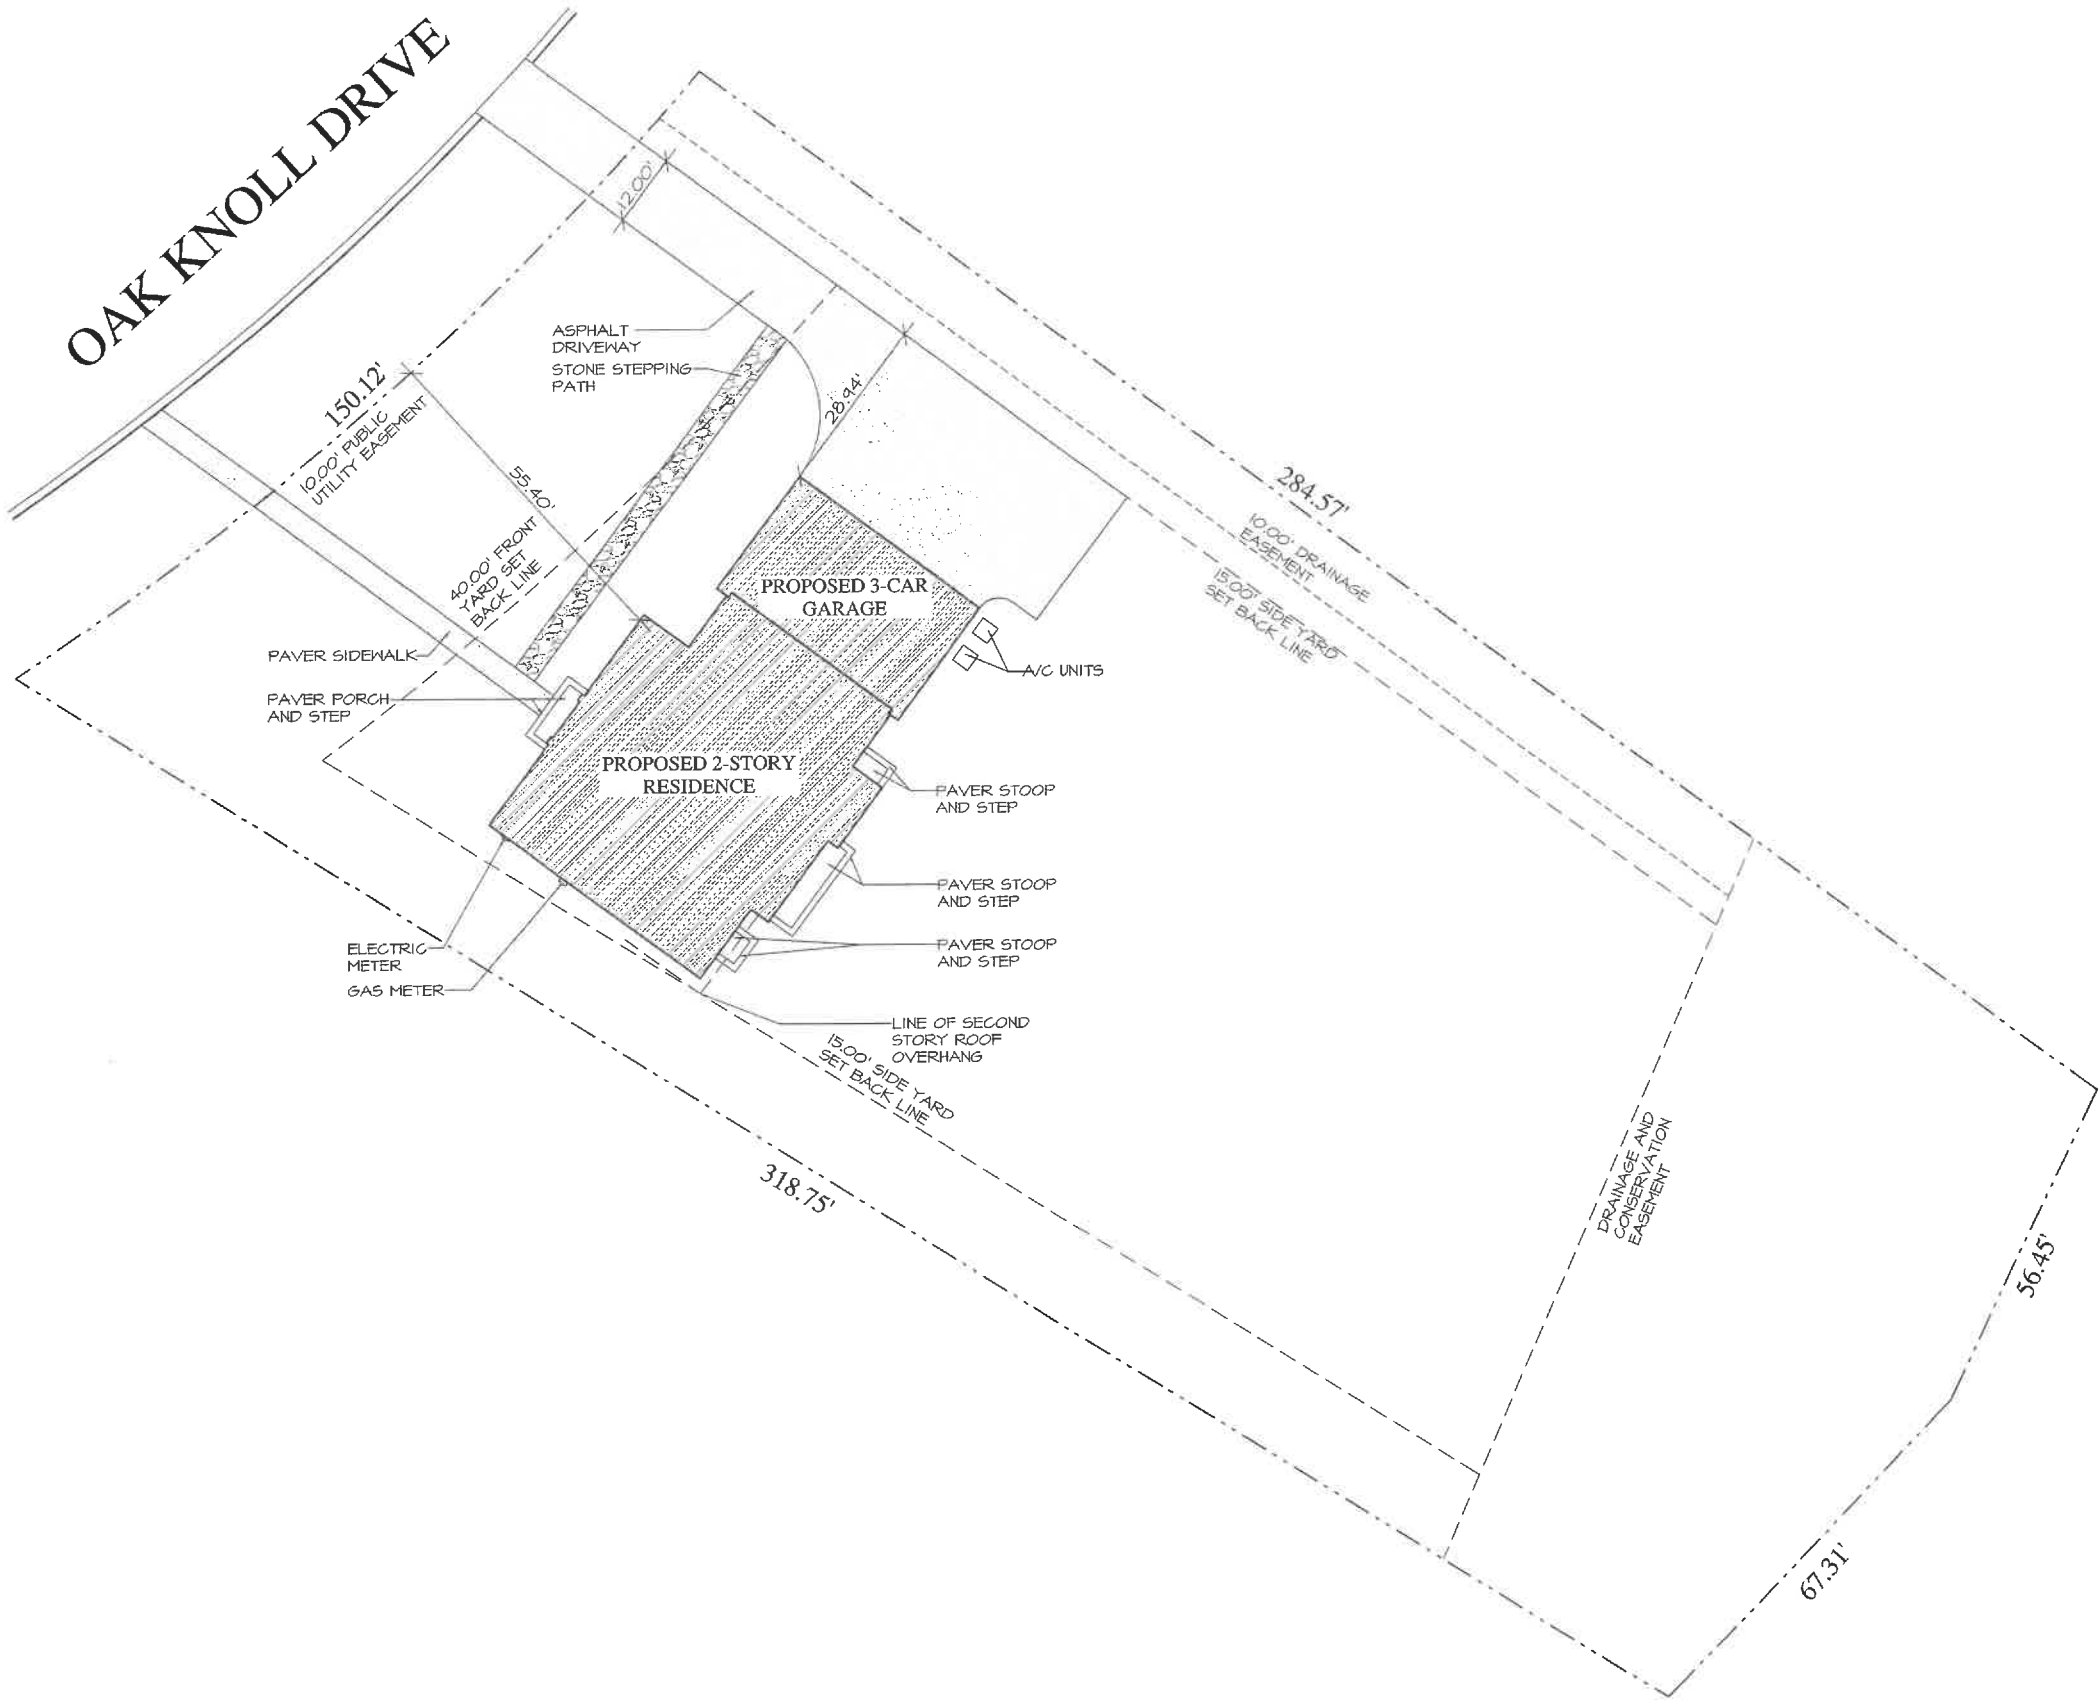 OAK KNOLL DRIVE
12.00'
ASPHALT
DRIVEWAY
STONE STEPPING
PATH
150.12'
10.00' PUBLIC
UTILITY EASEMENT
28.94'
55.40'
40.00' FRONT
YARD SET
BACK LINE
284.57'
10.00' DRAINAGE
EASEMENT
15.00' SIDE YARD
SET BACK LINE
PROPOSED 3-CAR
GARAGE
PAVER SIDEWALK
A/C UNITS
PAVER PORCH
AND STEP
PROPOSED 2-STORY
RESIDENCE
PAVER STOOP
AND STEP
PAVER STOOP
AND STEP
PAVER STOOP
AND STEP
ELECTRIC
METER
GAS METER
LINE OF SECOND
STORY ROOF
OVERHANG
15.00' SIDE YARD
SET BACK LINE
318.75'
DRAINAGE AND
CONSERVATION
EASEMENT
56.45'
67.31'